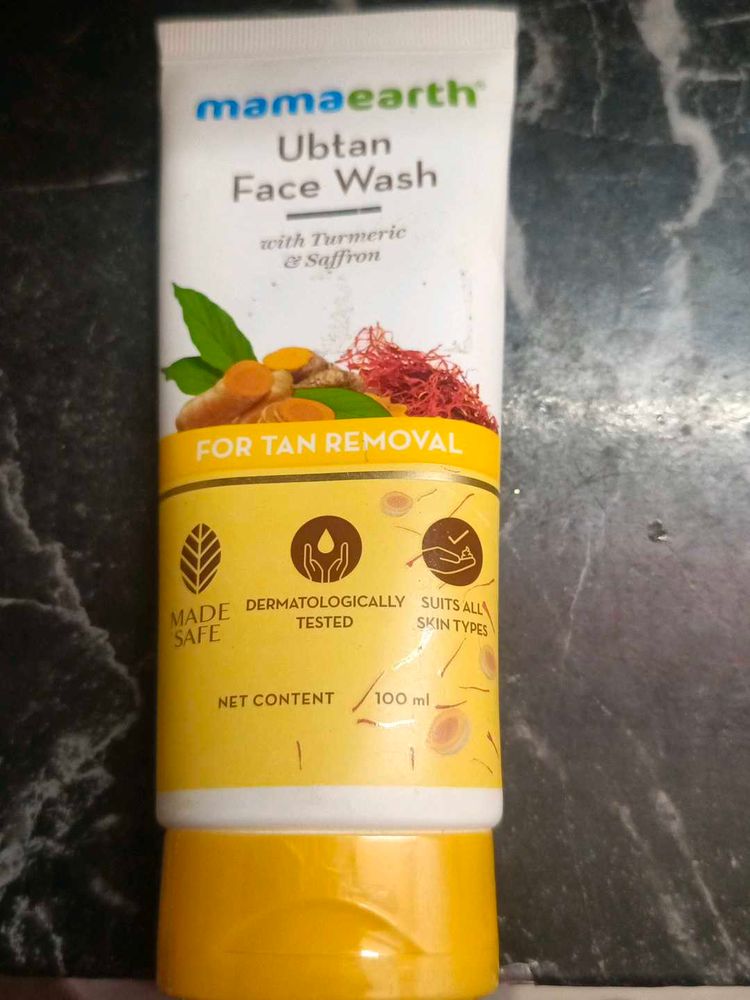 mamaearth®
Ubtan
Face Wash
with Turmeric
& Saffron
FOR TAN REMOVAL
MADE
SAFE
DERMATOLOGICALLY
TESTED
SUITS ALL
SKIN TYPES
NET CONTENT 100 ml